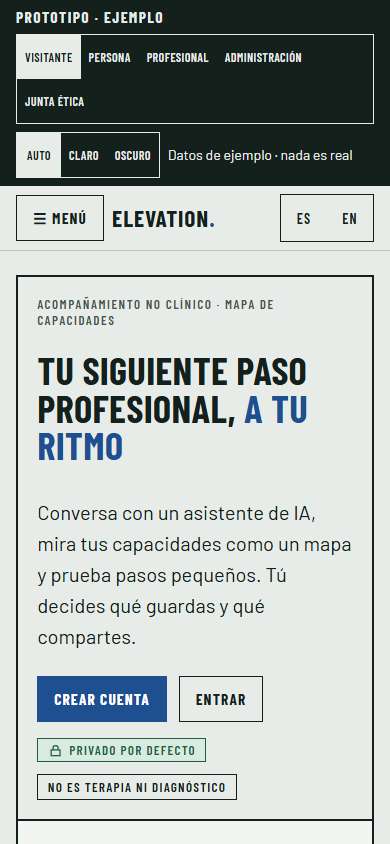 PROTOTIPO · EJEMPLO
VISITANTE PERSONA PROFESIONAL ADMINISTRACIÓN
JUNTA ÉTICA
AUTO CLARO OSCURO Datos de ejemplo · nada es real
☰ MENÚ ELEVATION. ES EN
ACOMPAÑAMIENTO NO CLÍNICO · MAPA DE
CAPACIDADES
TU SIGUIENTE PASO
PROFESIONAL, A TU
RITMO
Conversa con un asistente de IA,
mira tus capacidades como un mapa
y prueba pasos pequeños. Tú
decides qué guardas y qué
compartes.
CREAR CUENTA ENTRAR
PRIVADO POR DEFECTO
NO ES TERAPIA NI DIAGNÓSTICO